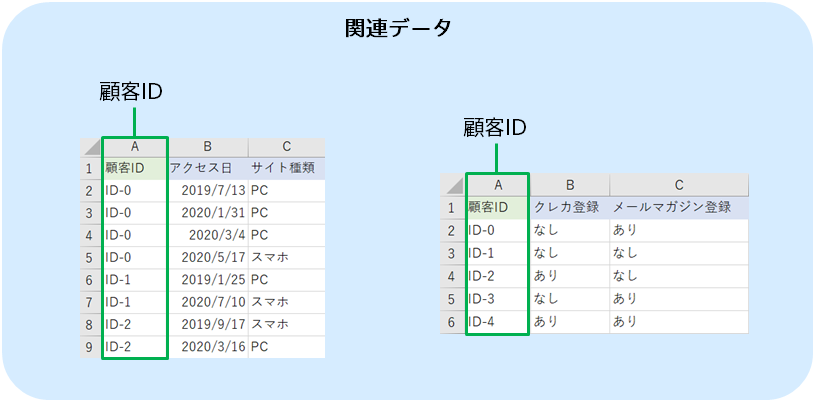 関連データ
顧客ID
A B C
1 顧客ID アクセス日 サイト種類
2 ID-0 2019/7/13 PC
3 ID-0 2020/1/31 PC
4 ID-0 2020/3/4 PC
5 ID-0 2020/5/17 スマホ
6 ID-1 2019/1/25 PC
7 ID-1 2020/7/10 スマホ
8 ID-2 2019/9/17 スマホ
9 ID-2 2020/3/16 PC
顧客ID
A B C
1 顧客ID クレカ登録 メールマガジン登録
2 ID-0 なし あり
3 ID-1 なし なし
4 ID-2 あり なし
5 ID-3 なし あり
6 ID-4 あり あり